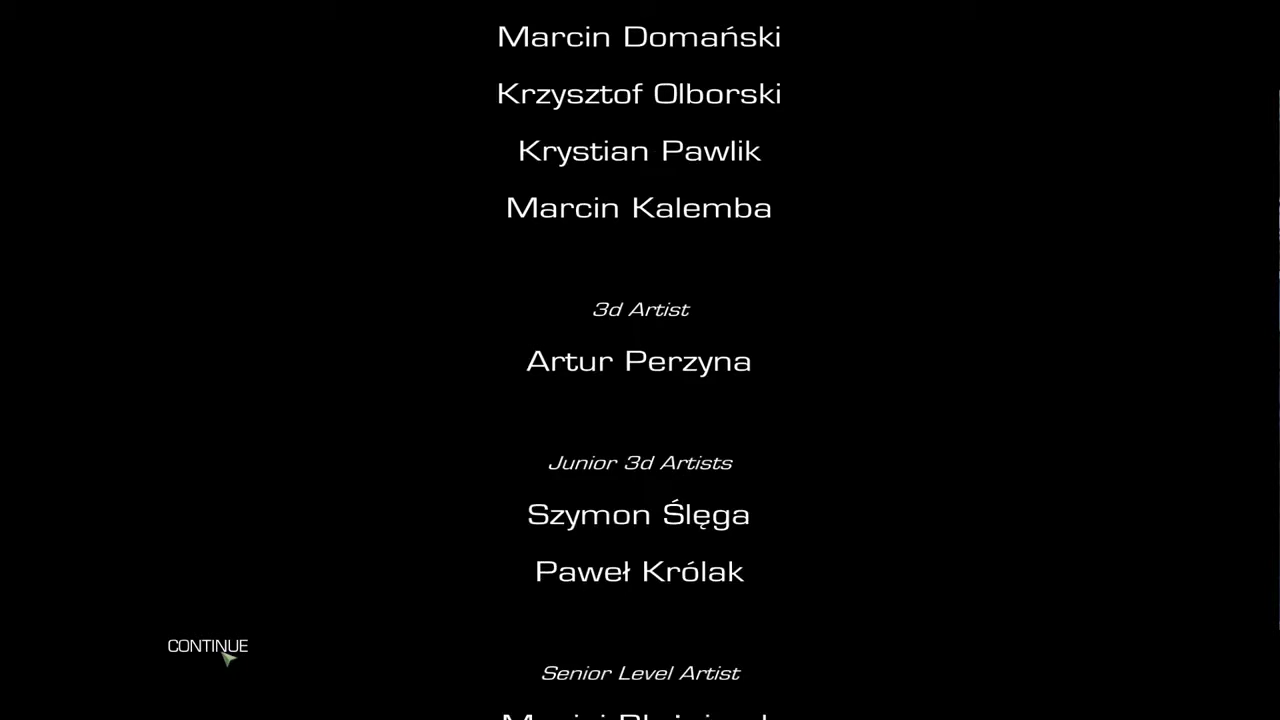 Marcin Domański
Krzysztof Olborski
Krystian Pawlik
Marcin Kalemba
3d Artist
Artur Perzyna
Junior 3d Artists
Szymon Ślęga
Paweł Królak
CONTINUE
Senior Level Artist